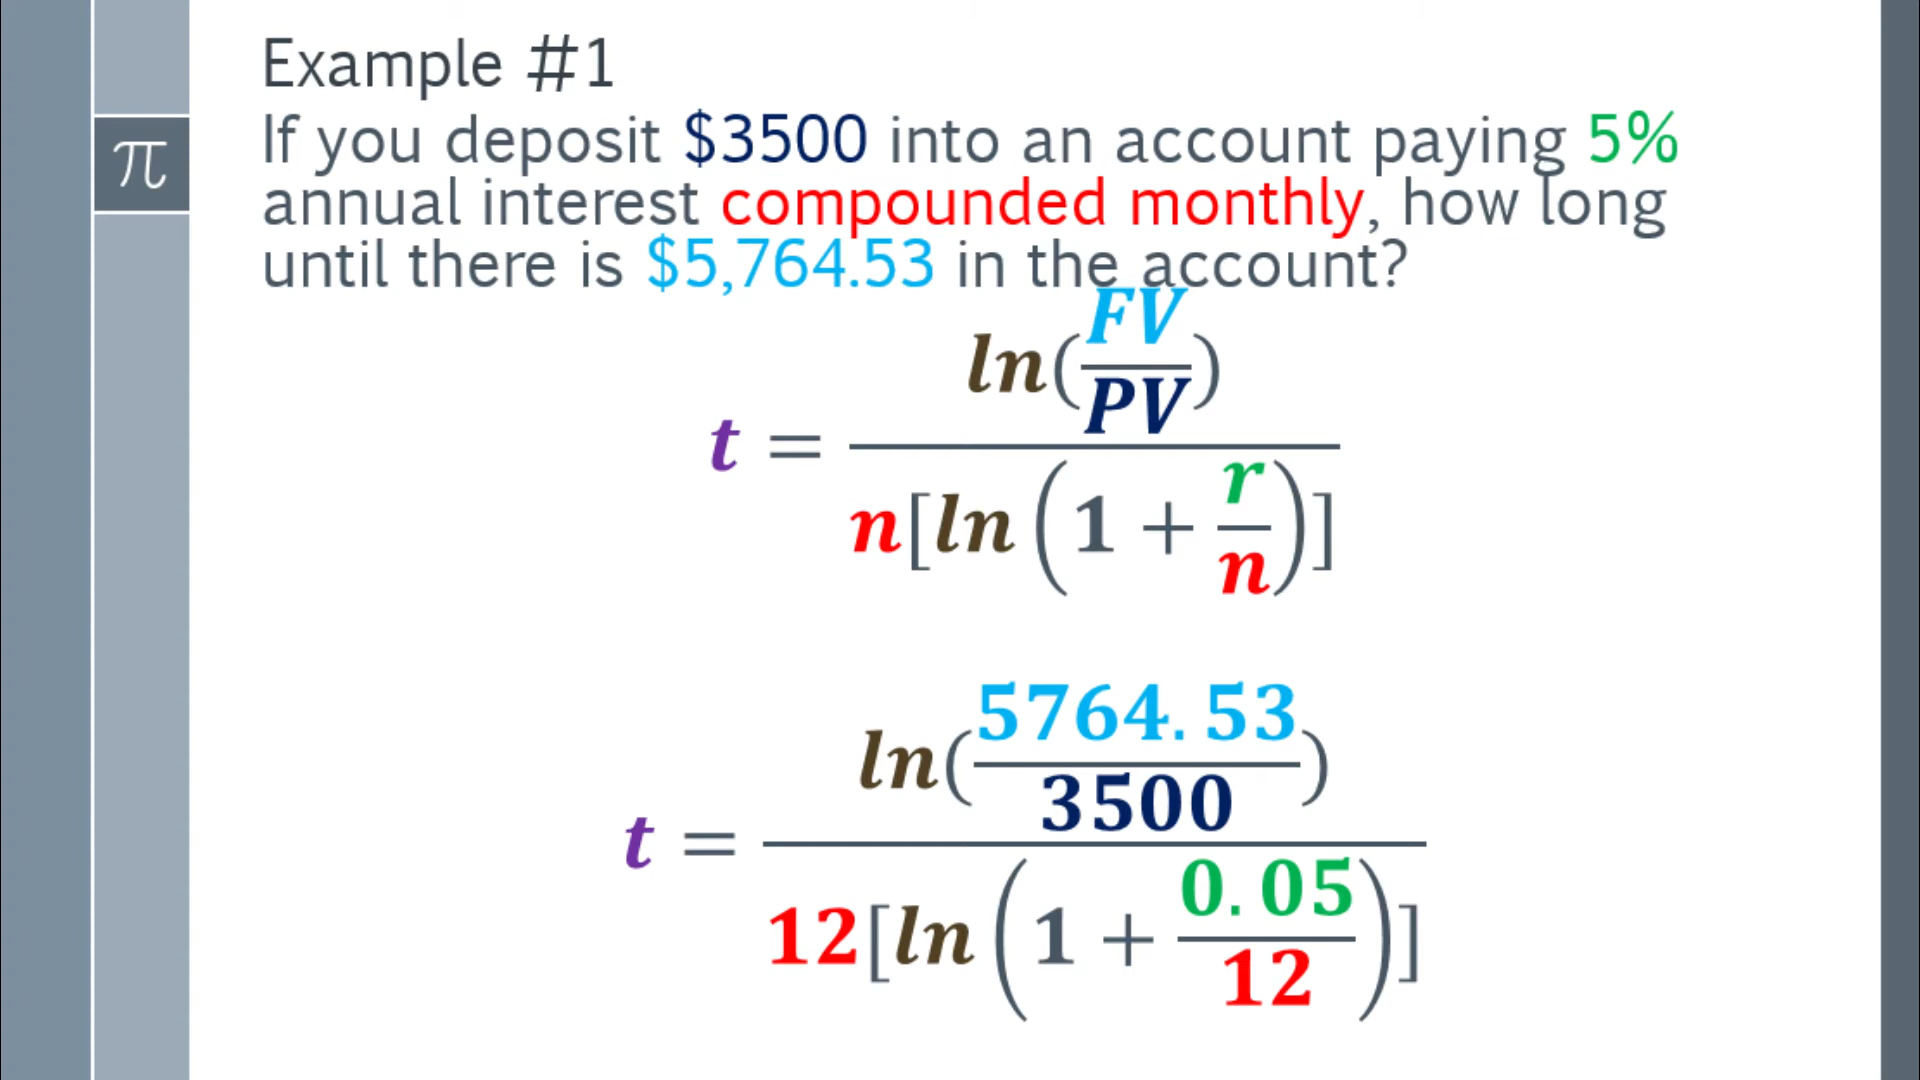 π
Example #1
If you deposit $3500 into an account paying 5%
annual interest compounded monthly, how long
until there is $5,764.53 in the account?
t = ln(FV/PV) / n[ln(1 + r/n)]
t = ln(5764.53/3500) / 12[ln(1 + 0.05/12)]